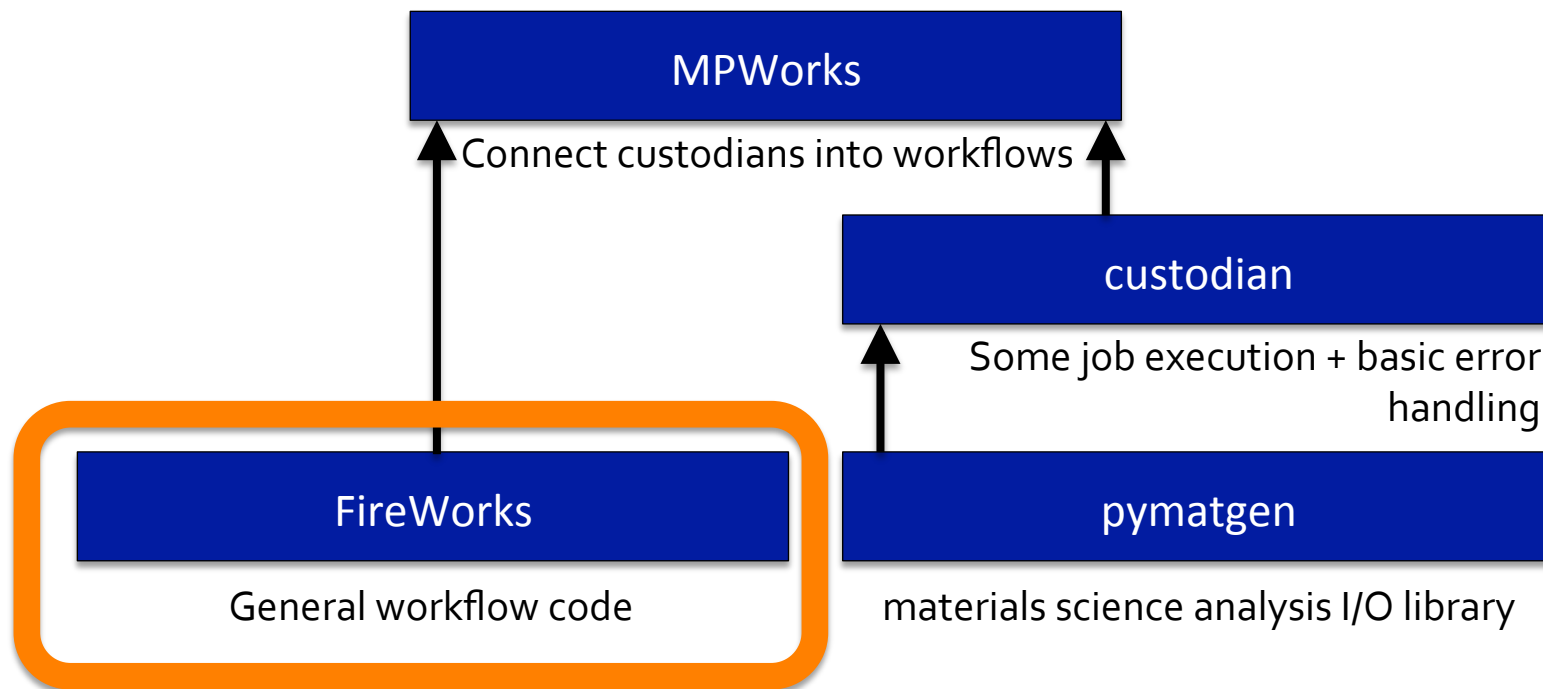 MPWorks
Connect custodians into workflows
custodian
Some job execution + basic error
handling
FireWorks
pymatgen
General workflow code
materials science analysis I/O library